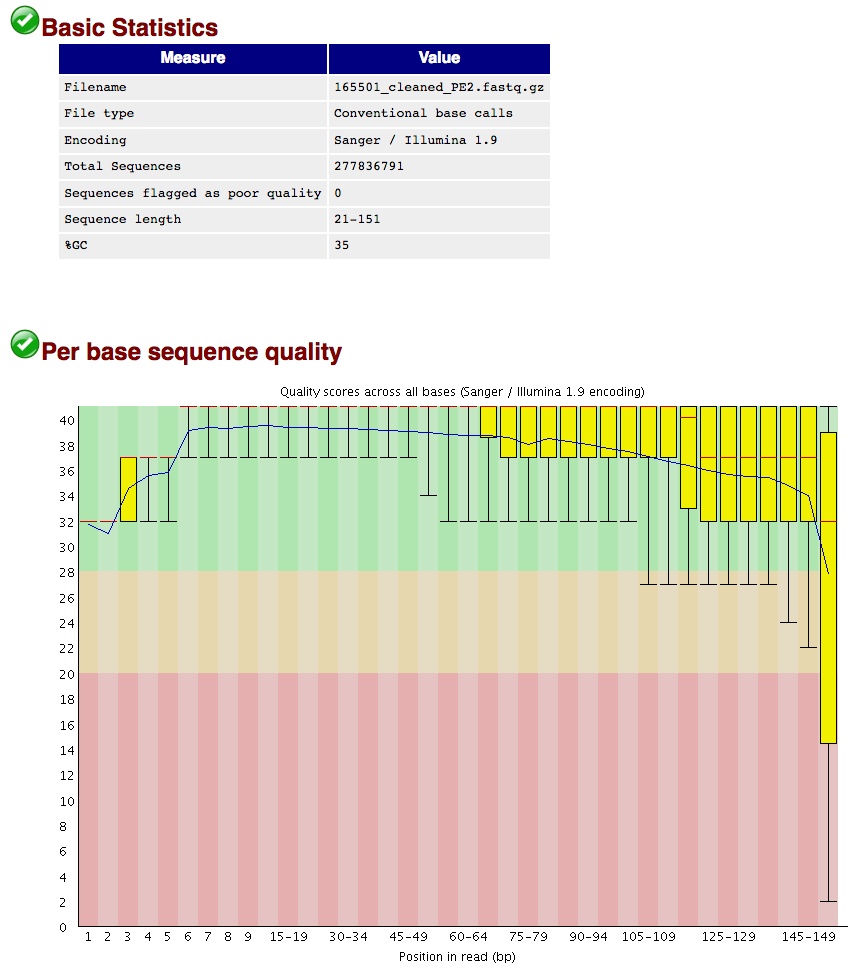 Basic Statistics
Measure Value
Filename 165501_cleaned_PE2.fastq.gz
File type Conventional base calls
Encoding Sanger / Illumina 1.9
Total Sequences 277836791
Sequences flagged as poor quality 0
Sequence length 21-151
%GC 35
Per base sequence quality
Quality scores across all bases (Sanger / Illumina 1.9 encoding)
40
38
36
34
32
30
28
26
24
22
20
18
16
14
12
10
8
6
4
2
0
1 2 3 4 5 6 7 8 9 15-19 30-34 45-49 60-64 75-79 90-94 105-109 125-129 145-149
Position in read (bp)